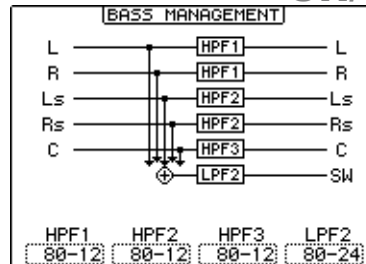 BASS MANAGEMENT
L HPF1 L
R HPF1 R
Ls HPF2 Ls
Rs HPF2 Rs
C HPF3 C
LPF2 SW
HPF1 HPF2 HPF3 LPF2
80-12 80-12 80-12 80-24